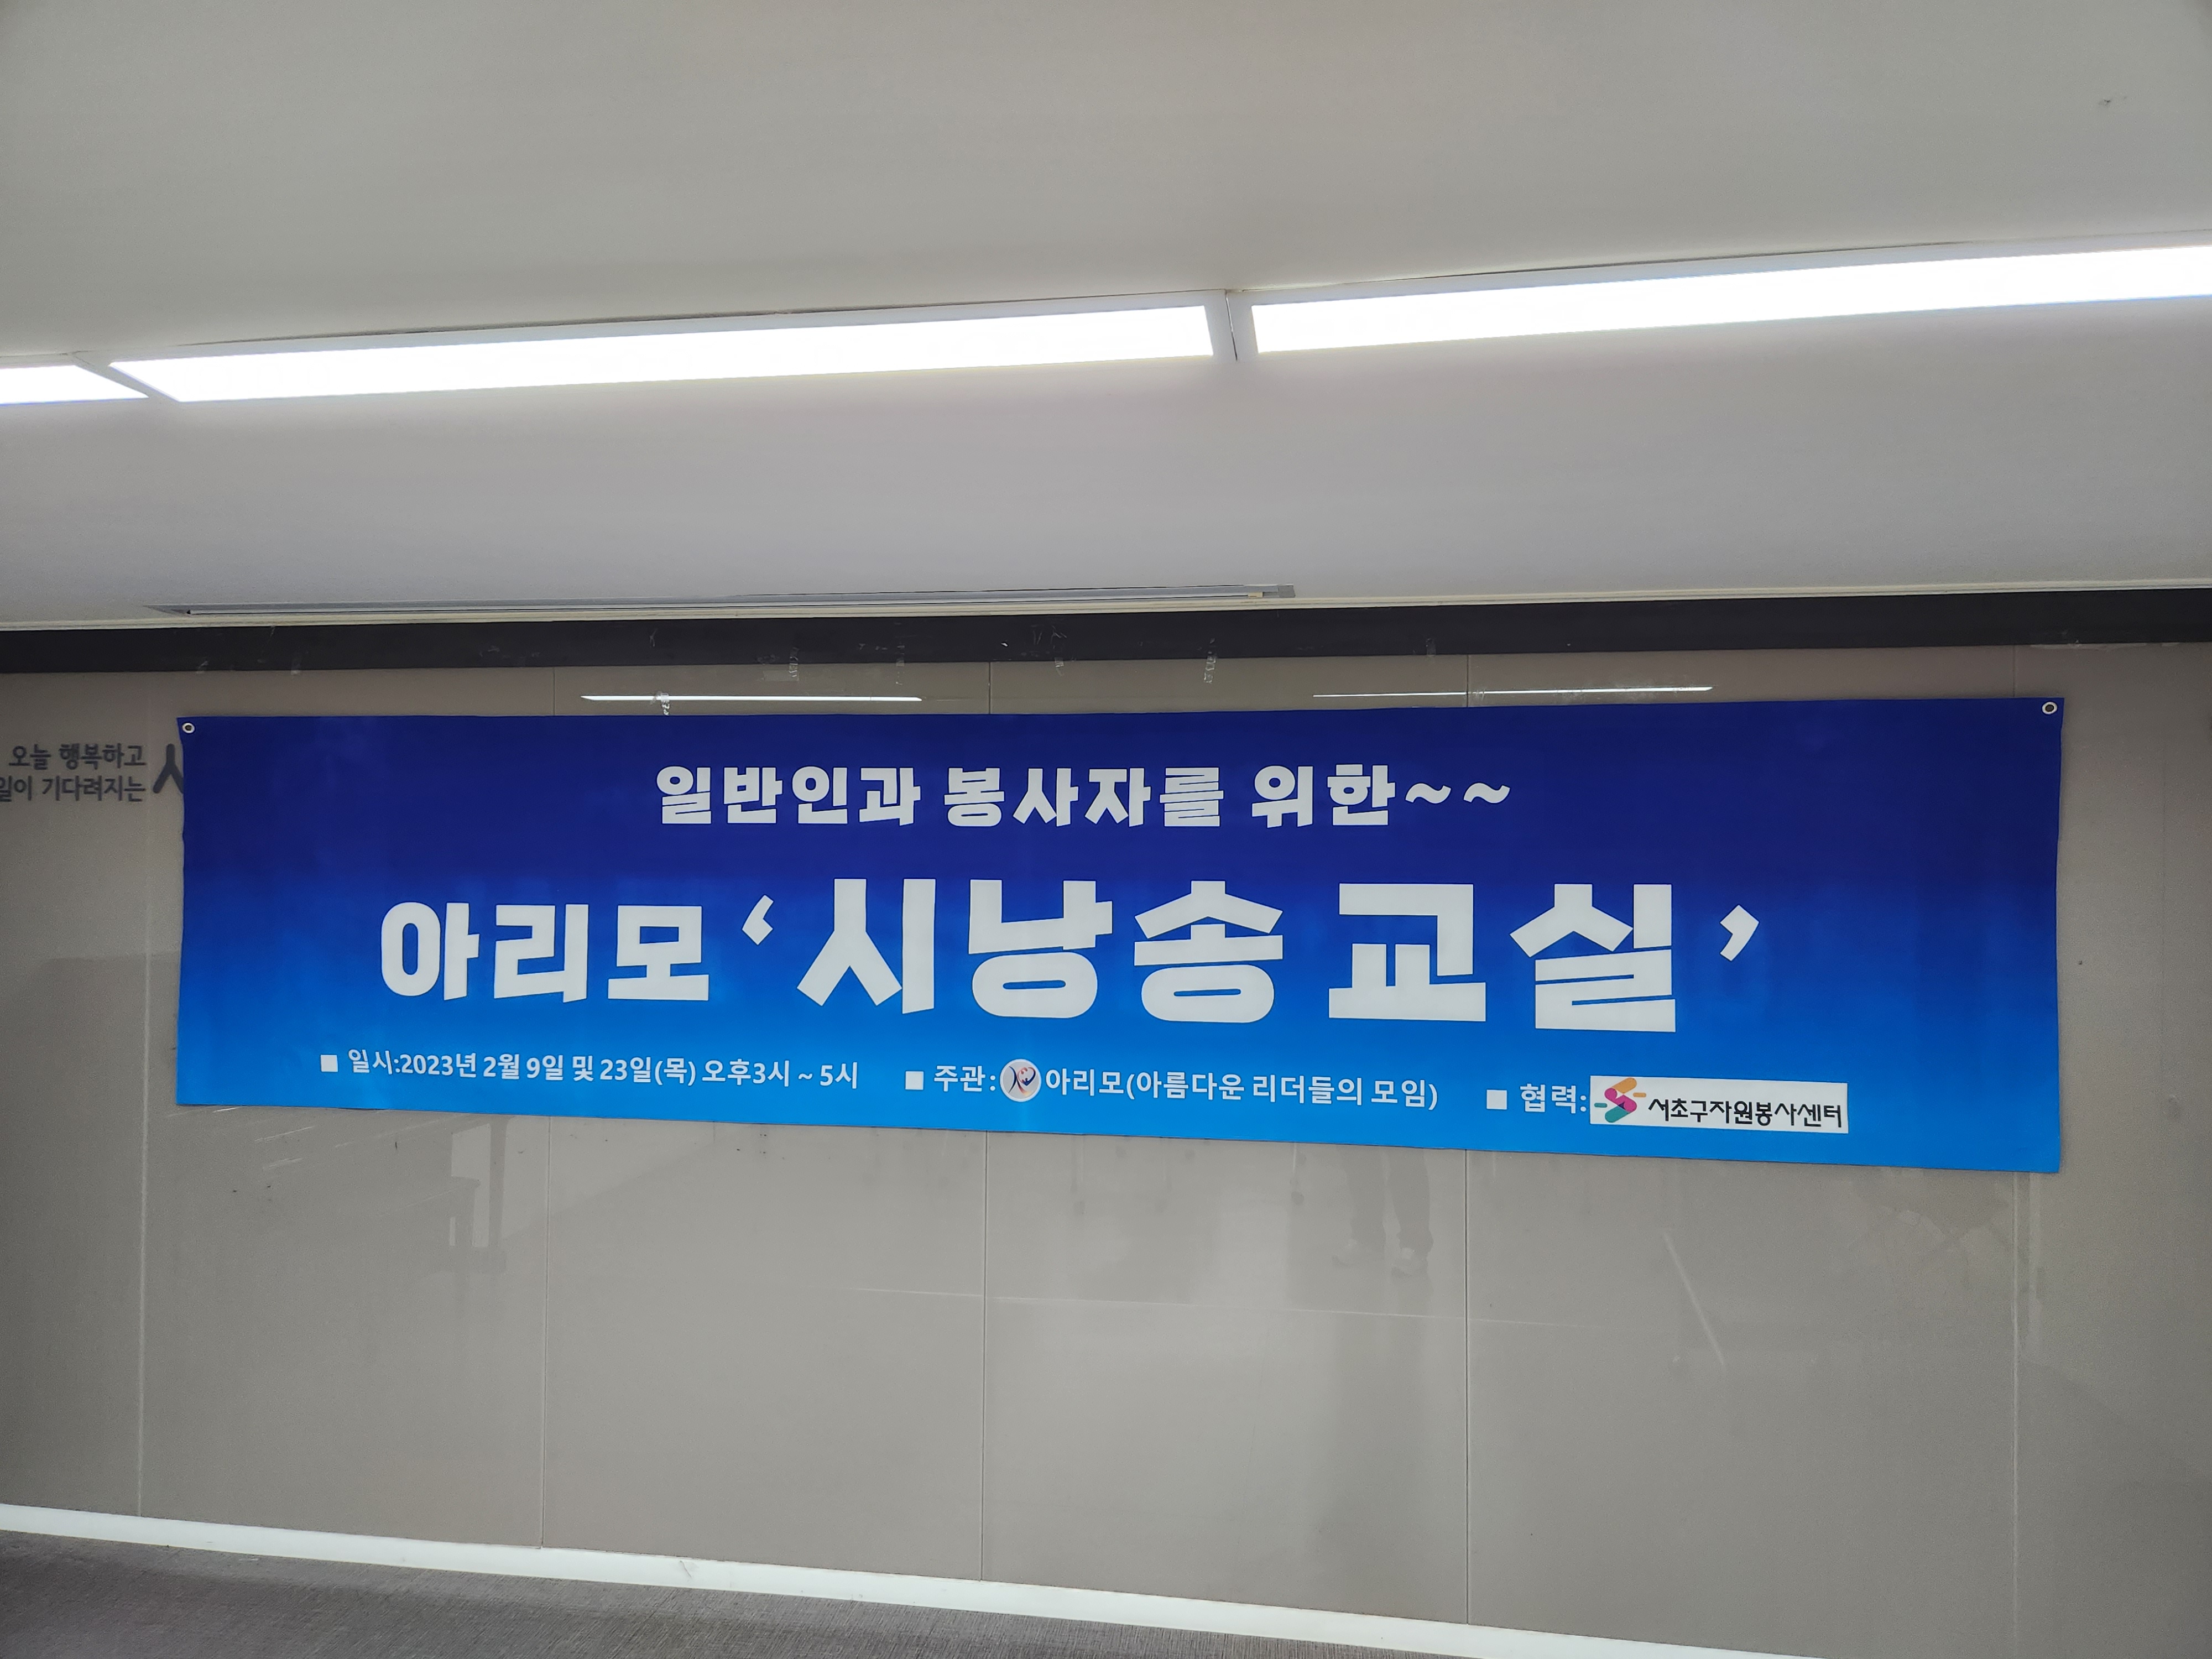 오늘 행복하고
기다려지는
일반인과 봉사자를 위한~~
아리모 ‘시낭송 교실’
■ 일시:2023년 2월 9일 및 23일(목) 오후3시 ~ 5시 ■ 주관: 아리모(아름다운 리더들의 모임) ■ 협력: 서초구자원봉사센터